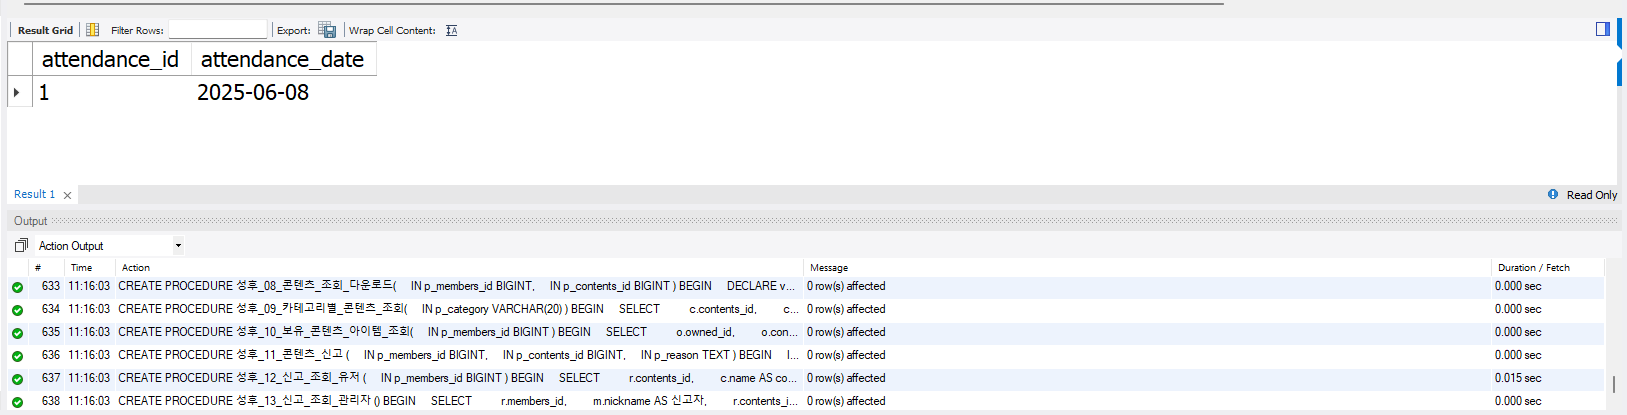 Result Grid Filter Rows: Export: Wrap Cell Content:
attendance_id attendance_date
1 2025-06-08
Result 1 Read Only
Output
Action Output
# Time Action Message Duration / Fetch
633 11:16:03 CREATE PROCEDURE 성후_08_콘텐츠_조회_다운로드( IN p_members_id BIGINT, IN p_contents_id BIGINT ) BEGIN DECLARE v... 0 row(s) affected 0.000 sec
634 11:16:03 CREATE PROCEDURE 성후_09_카테고리별_콘텐츠_조회( IN p_category VARCHAR(20) ) BEGIN SELECT c.contents_id, c... 0 row(s) affected 0.000 sec
635 11:16:03 CREATE PROCEDURE 성후_10_보유_콘텐츠_아이템_조회( IN p_members_id BIGINT ) BEGIN SELECT o.owned_id, o.con... 0 row(s) affected 0.000 sec
636 11:16:03 CREATE PROCEDURE 성후_11_콘텐츠_신고 ( IN p_members_id BIGINT, IN p_contents_id BIGINT, IN p_reason TEXT ) BEGIN I... 0 row(s) affected 0.000 sec
637 11:16:03 CREATE PROCEDURE 성후_12_신고_조회_유저 ( IN p_members_id BIGINT ) BEGIN SELECT r.contents_id, c.name AS co... 0 row(s) affected 0.015 sec
638 11:16:03 CREATE PROCEDURE 성후_13_신고_조회_관리자 () BEGIN SELECT r.members_id, m.nickname AS 신고자, r.contents_i... 0 row(s) affected 0.000 sec